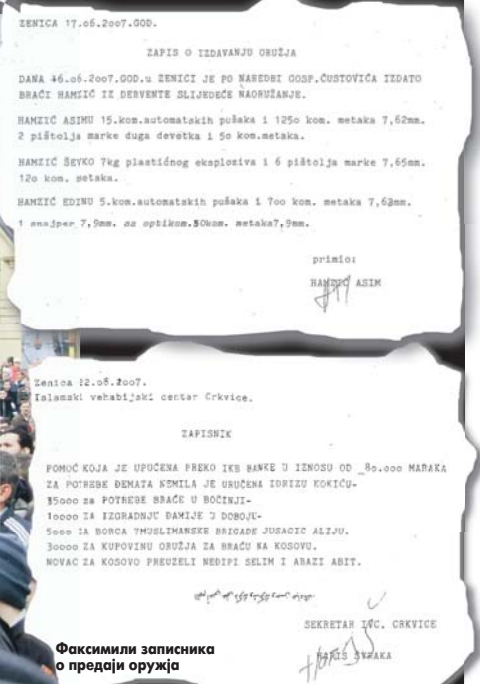 ZENICA 17.06.2007.GOD.
ZAPIS O IZDAVANJU ORUŽJA
DANA 16.06.2007.GOD.u ZENICI JE PO NAREDBI GOSP.ČUSTOVIĆA IZDATO
BRAĆI HAMZIĆ IZ DERVENTE SLIJEDEĆE NAORUŽANJE.
HAMZIĆ ASIMU 15.kom.automatskih pušaka i 1250 kom. metaka 7,62mm.
2 pištolja marke duga devetka i 50 kom.metaka.
HAMZIĆ ŠEVKO 7kg plastičnog eksploziva i 6 pištolja marke 7,65mm.
120 kom. metaka.
HAMZIĆ EDINU 5.kom.automatskih pušaka i 700 kom. metaka 7,62mm.
1 snajper 7,9mm. sa optikom.50kom. metaka7,9mm.
primio:
HAMZIĆ ASIM
Zenica 22.08.2007.
Islamski vehabijski centar Crkvice.
ZAPISNIK
POMOĆ KOJA JE UPUĆENA PREKO IKB BANKE U IZNOSU OD 80.000 MARAKA
ZA POTREBE ĐEMATA NEMILA JE URUČENA IDRIZU KOKIĆU-
35000 za POTREBE BRAĆE U BOČINJI-
10000 ZA IZGRADNJU ĐAMIJE U DOBOJU-
5000 ZA BORCA 7MUSLIMANSKE BRIGADE JUSAGIĆ ALIJU.
30000 ZA KUPOVINU ORUŽJA ZA BRAĆU NA KOSOVU.
NOVAC ZA KOSOVO PREUZELI NEDIPI SELIM I ABAZI ABIT.
SEKRETAR IVC. CRKVICE
HARIS ŠVRAKA
Факсимили записника
о предаји оружја